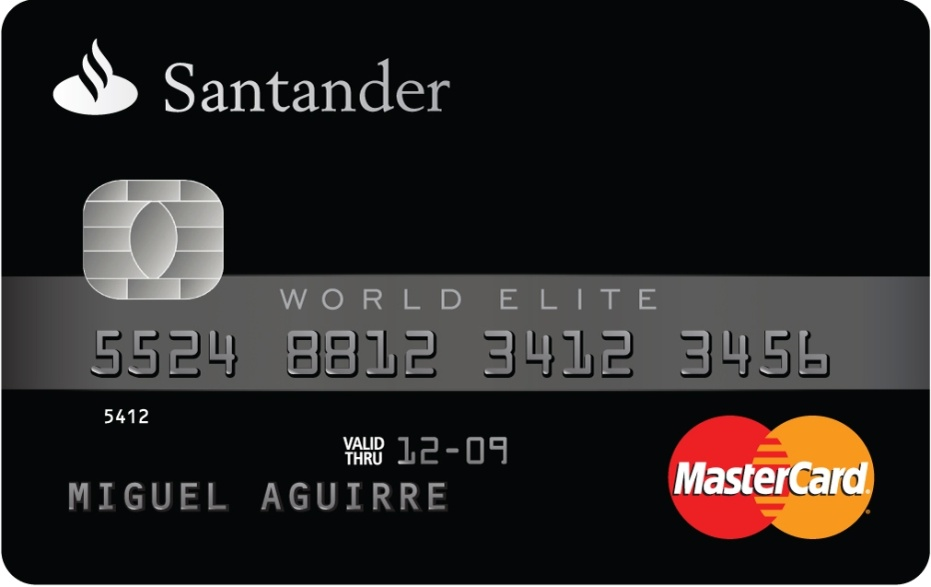 Santander
WORLD ELITE
5524 8812 3412 3456
5412
VALID THRU 12-09
MIGUEL AGUIRRE
MasterCard